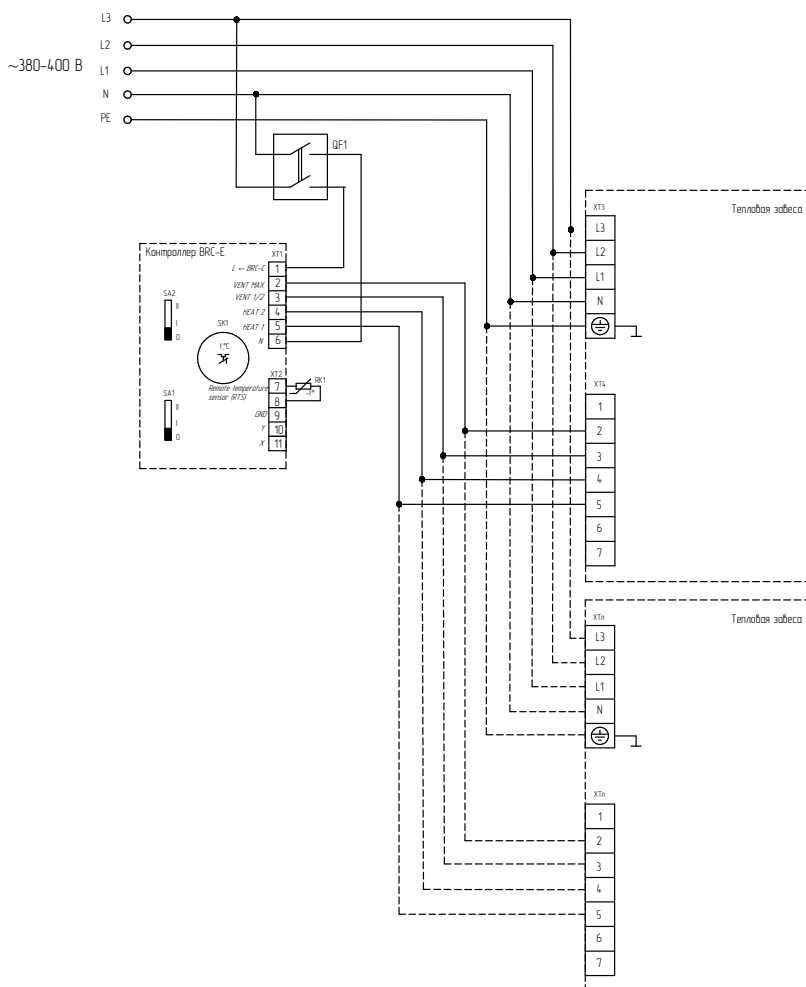 L3
L2
~380-400 В
L1
N
PE
QF1
Контроллер BRC-E
XT1
L ← BRC-C
1
VENT MAX
2
VENT 1/2
3
HEAT 2
4
HEAT 1
5
N
6
SA2
II
I
0
SK1
t,°C
XT2
Remote temperature
sensor (RTS)
7
8
GND
9
Y
10
X
11
RK1
-t°
SA1
II
I
0
XT3
Тепловая завеса
L3
L2
L1
N
XT4
1
2
3
4
5
6
7
XTn
Тепловая завеса
L3
L2
L1
N
XTn
1
2
3
4
5
6
7